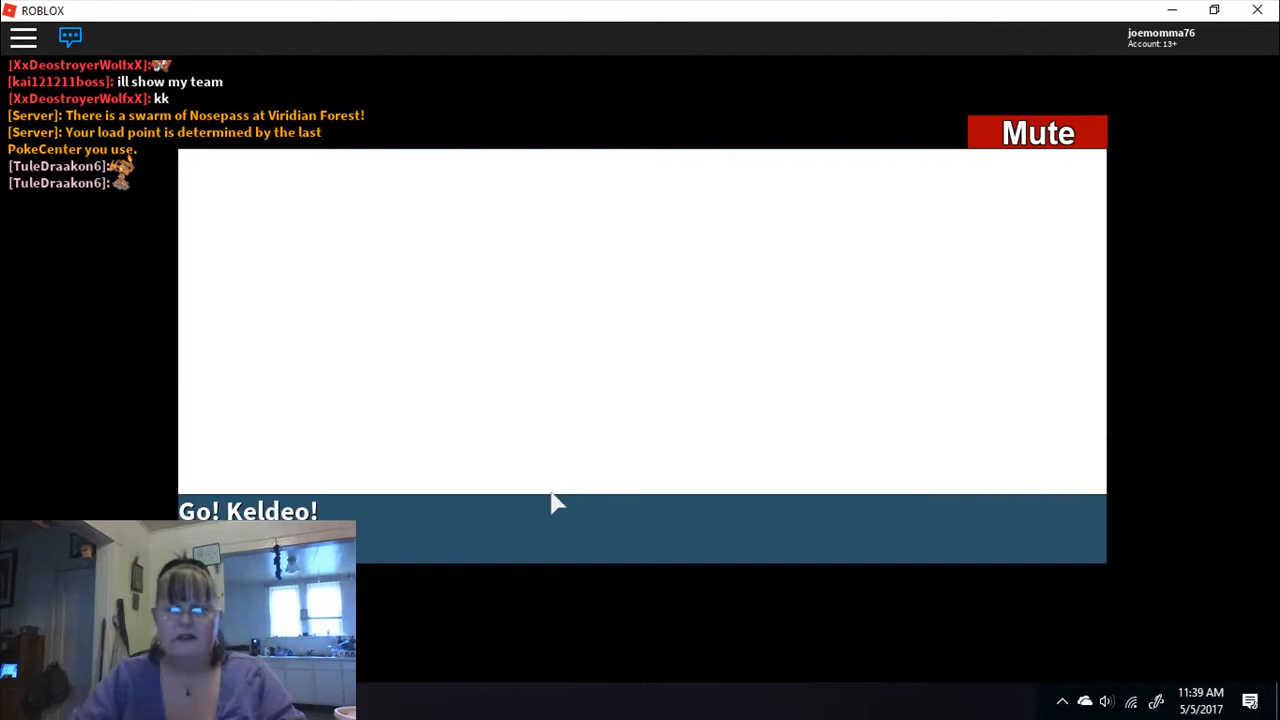 ROBLOX
joemomma76
Account: 13+
[XxDeostroyerWolfxX]:
[kai121211boss]: ill show my team
[XxDeostroyerWolfxX]: kk
[Server]: There is a swarm of Nosepass at Viridian Forest!
[Server]: Your load point is determined by the last
PokeCenter you use.
[TuleDraakon6]:
[TuleDraakon6]:
Mute
Go! Keldeo!
11:39 AM
5/5/2017